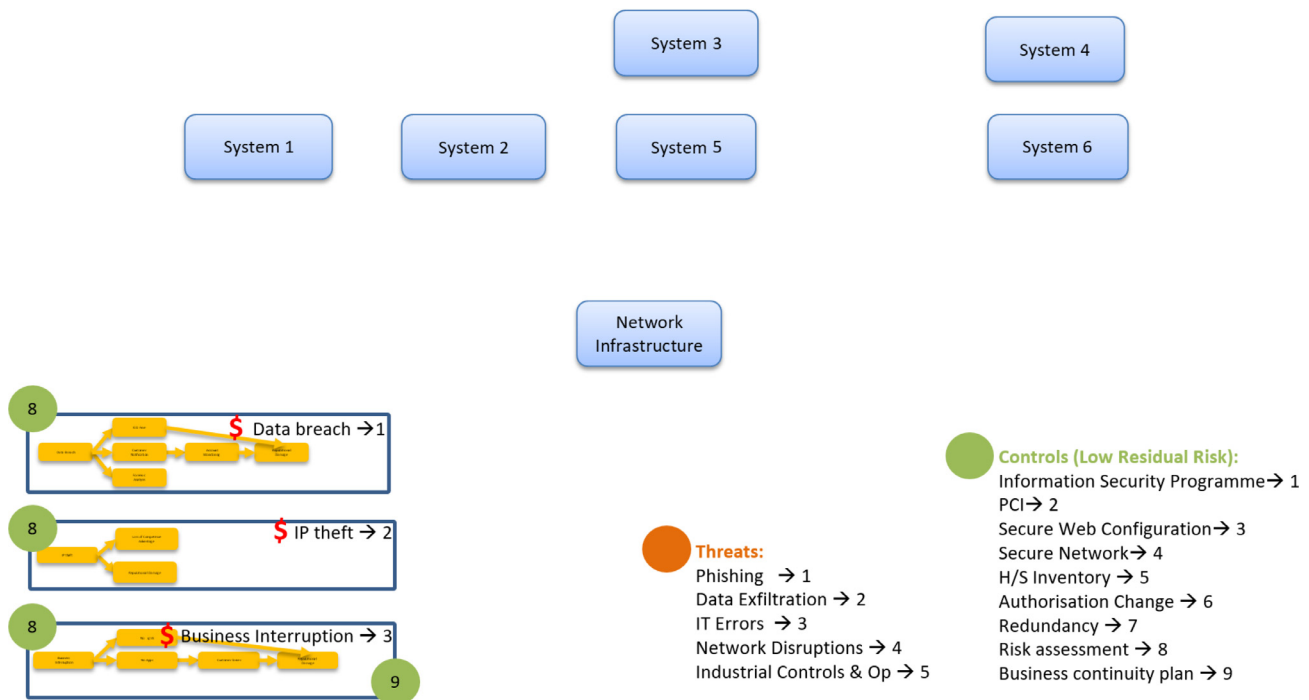 System 3
System 4
System 1
System 2
System 5
System 6
Network
Infrastructure
8
$ Data breach →1
8
$ IP theft → 2
8
$ Business Interruption → 3
9
Threats:
Phishing → 1
Data Exfiltration → 2
IT Errors → 3
Network Disruptions → 4
Industrial Controls & Op → 5
Controls (Low Residual Risk):
Information Security Programme→ 1
PCI→ 2
Secure Web Configuration→ 3
Secure Network→ 4
H/S Inventory → 5
Authorisation Change → 6
Redundancy → 7
Risk assessment → 8
Business continuity plan → 9